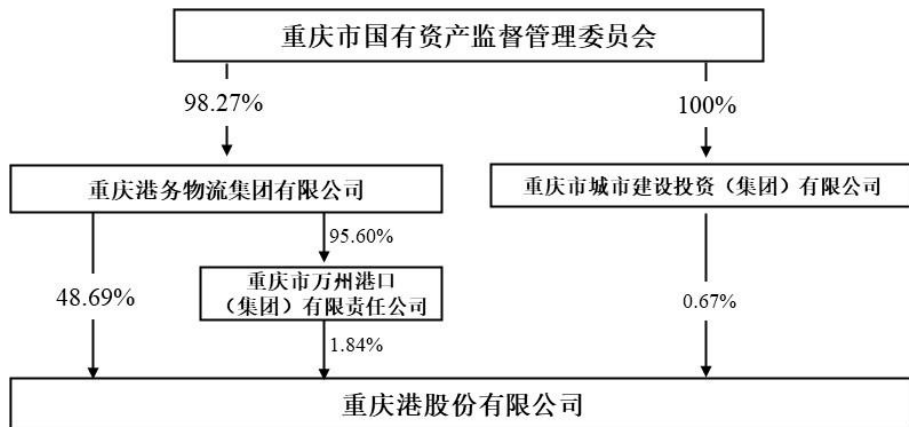 重庆市国有资产监督管理委员会
98.27%
100%
重庆港务物流集团有限公司
重庆市城市建设投资（集团）有限公司
95.60%
重庆市万州港口
（集团）有限责任公司
48.69%
0.67%
1.84%
重庆港股份有限公司